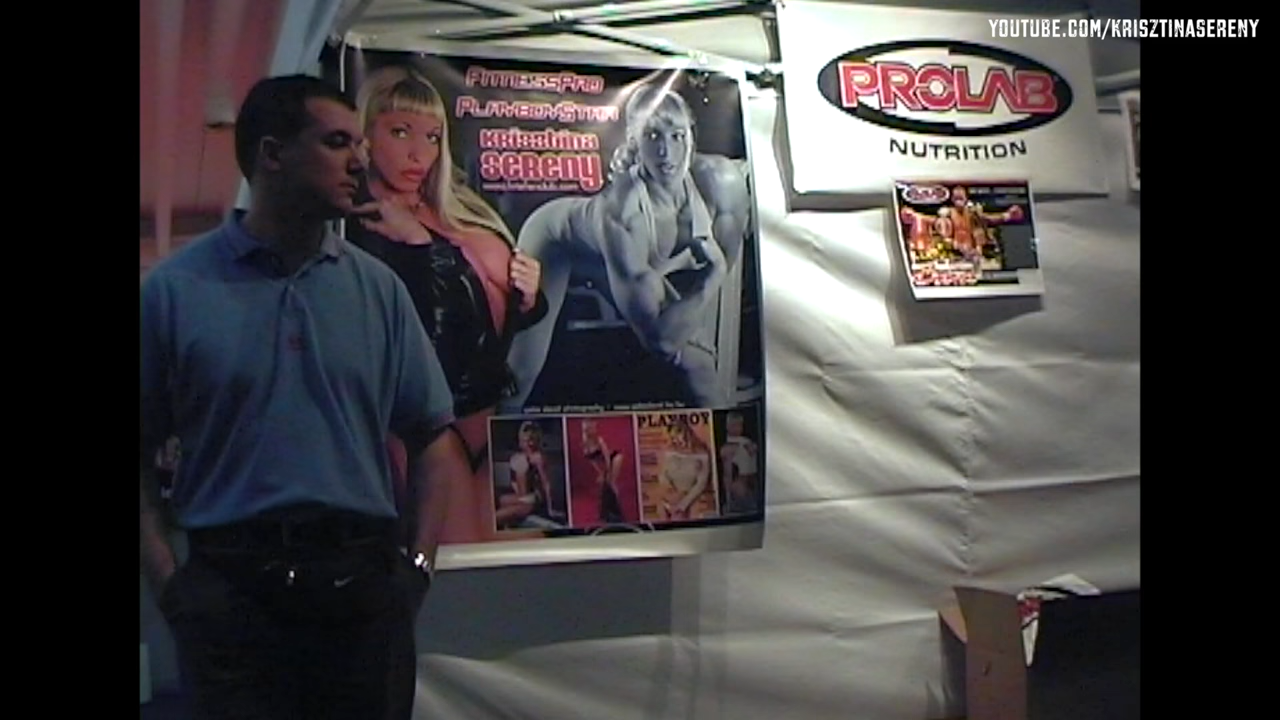 YOUTUBE.COM/KRISZTINASERENY
FITNESSPRO
PLAYBOYSTAR
KRISZTINA
SERENY
PROLAB
NUTRITION
PLAYBOY